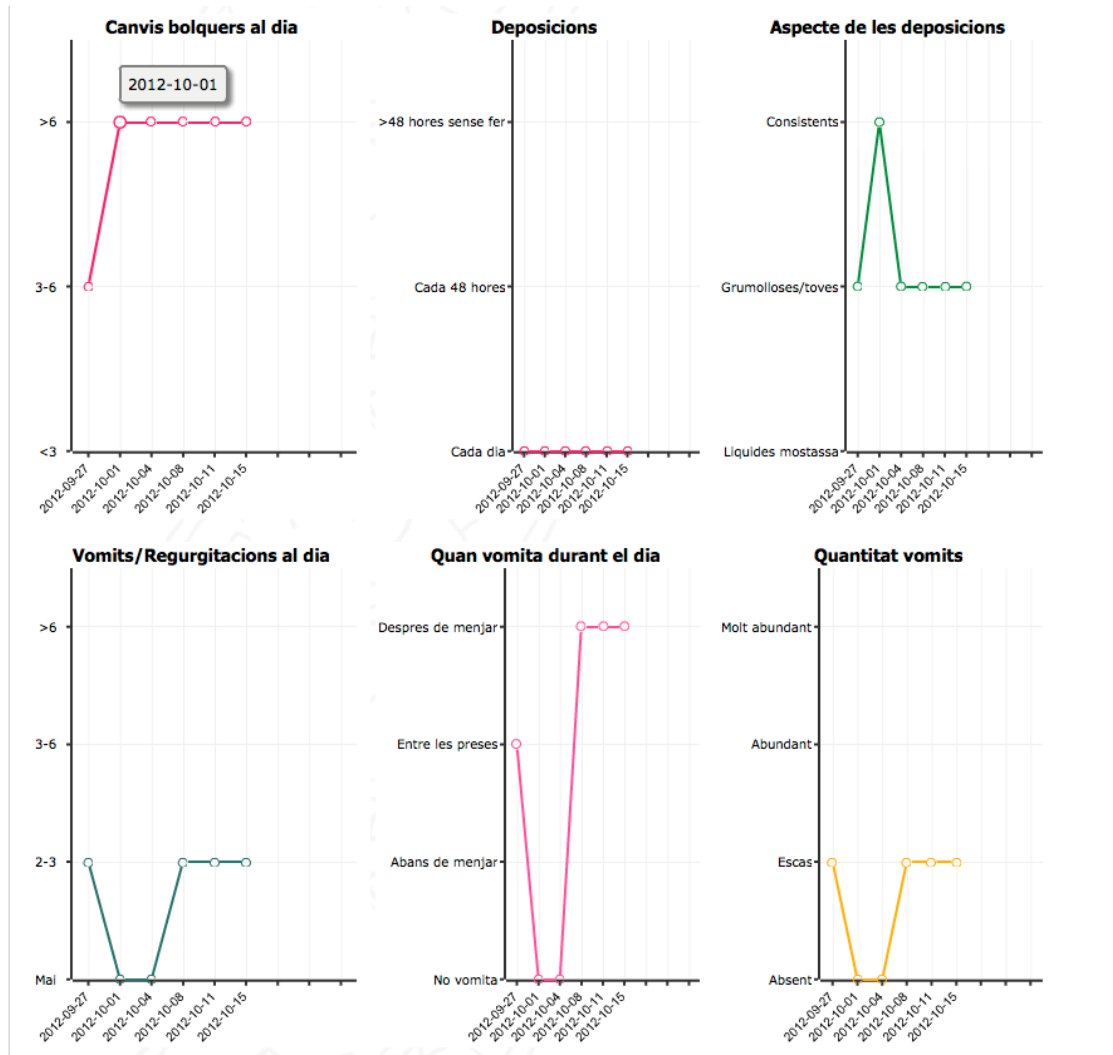 Canvis bolquers al dia
2012-10-01
>6
3-6
<3
2012-09-27
2012-10-01
2012-10-04
2012-10-08
2012-10-11
2012-10-15
Deposicions
>48 hores sense fer
Cada 48 hores
Cada dia
2012-09-27
2012-10-01
2012-10-04
2012-10-08
2012-10-11
2012-10-15
Aspecte de les deposicions
Consistents
Grumolloses/toves
Liquides mostassa
2012-09-27
2012-10-01
2012-10-04
2012-10-08
2012-10-11
2012-10-15
Vomits/Regurgitacions al dia
>6
3-6
2-3
Mai
2012-09-27
2012-10-01
2012-10-04
2012-10-08
2012-10-11
2012-10-15
Quan vomita durant el dia
Despres de menjar
Entre les preses
Abans de menjar
No vomita
2012-09-27
2012-10-01
2012-10-04
2012-10-08
2012-10-11
2012-10-15
Quantitat vomits
Molt abundant
Abundant
Escas
Absent
2012-09-27
2012-10-01
2012-10-04
2012-10-08
2012-10-11
2012-10-15